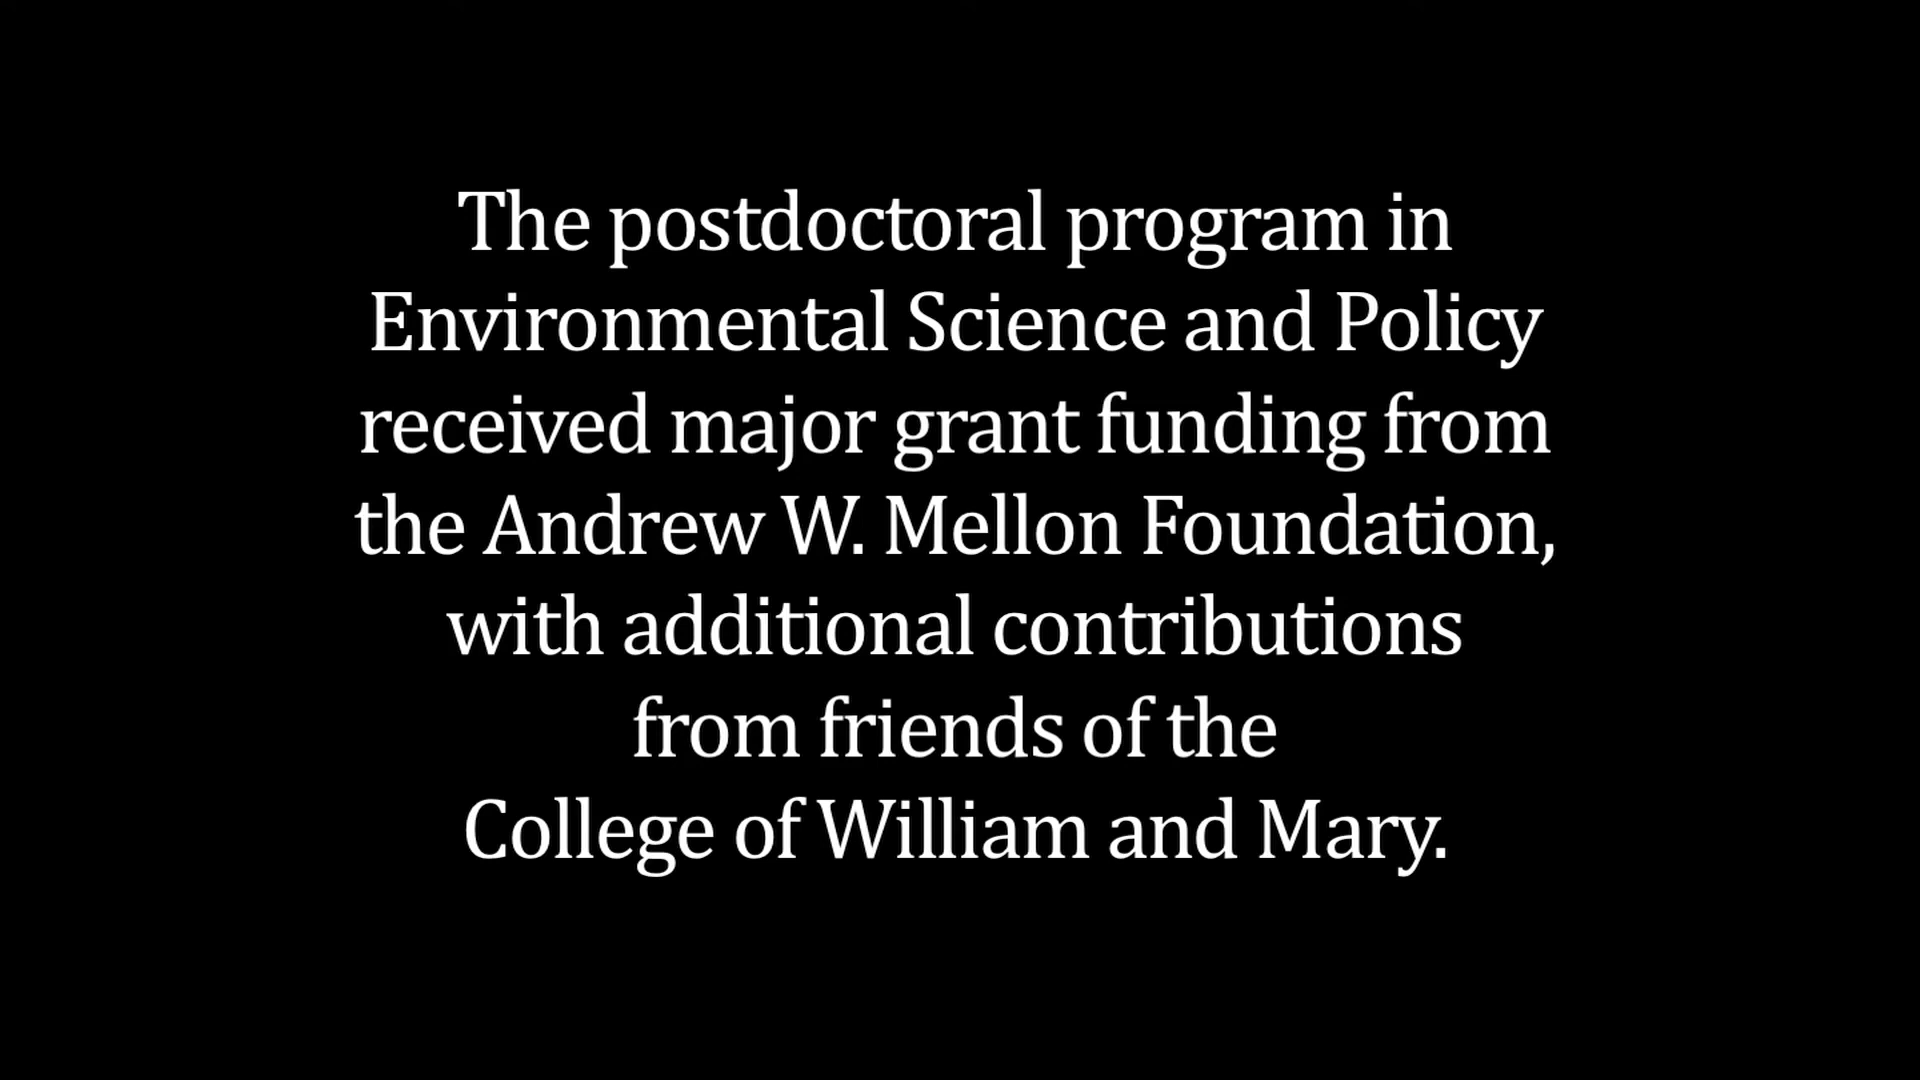 The postdoctoral program in
Environmental Science and Policy
received major grant funding from
the Andrew W. Mellon Foundation,
with additional contributions
from friends of the
College of William and Mary.